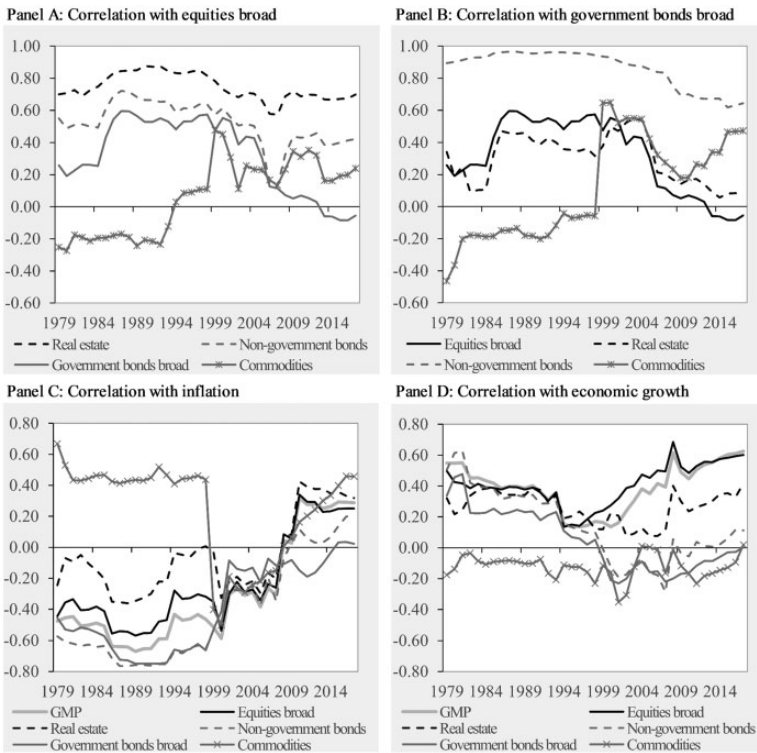 Panel A: Correlation with equities broad
1.00
0.80
0.60
0.40
0.20
0.00
-0.20
-0.40
-0.60
1979 1984 1989 1994 1999 2004 2009 2014
Real estate Non-government bonds
Government bonds broad Commodities
Panel B: Correlation with government bonds broad
1.00
0.80
0.60
0.40
0.20
0.00
-0.20
-0.40
-0.60
1979 1984 1989 1994 1999 2004 2009 2014
Equities broad Real estate
Non-government bonds Commodities
Panel C: Correlation with inflation
0.80
0.60
0.40
0.20
0.00
-0.20
-0.40
-0.60
-0.80
1979 1984 1989 1994 1999 2004 2009 2014
GMP Equities broad
Real estate Non-government bonds
Government bonds broad Commodities
Panel D: Correlation with economic growth
0.80
0.60
0.40
0.20
0.00
-0.20
-0.40
-0.60
-0.80
1979 1984 1989 1994 1999 2004 2009 2014
GMP Equities broad
Real estate Non-government bonds
Government bonds broad Commodities